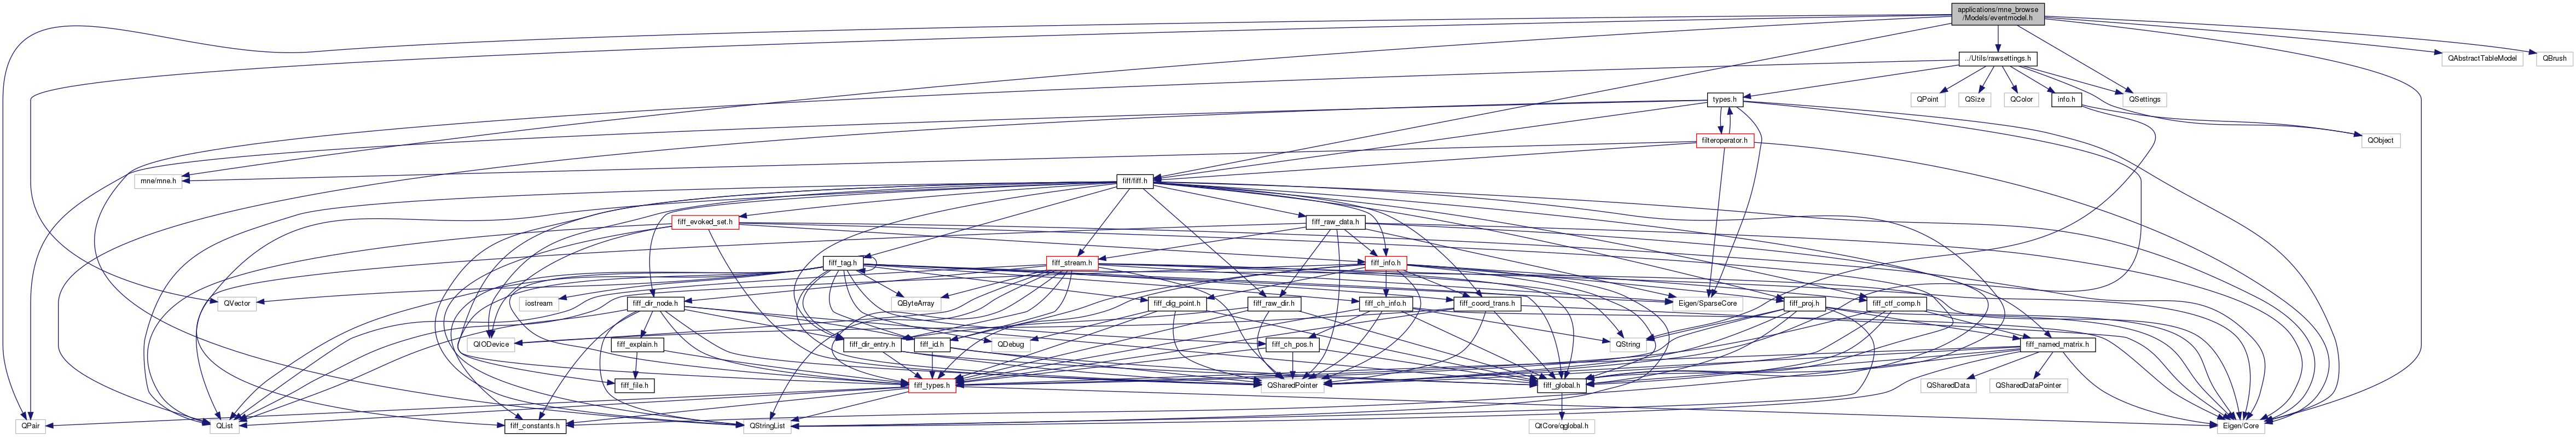 applications/mne_browse
/Models/eventmodel.h
../Utils/rawsettings.h
QAbstractTableModel
QBrush
types.h
QPoint
QSize
QColor
info.h
QSettings
filteroperator.h
QObject
mne/mne.h
fiff/fiff.h
fiff_evoked_set.h
fiff_raw_data.h
fiff_tag.h
fiff_stream.h
fiff_info.h
QVector
iostream
fiff_dir_node.h
QByteArray
fiff_dig_point.h
fiff_raw_dir.h
fiff_ch_info.h
fiff_coord_trans.h
Eigen/SparseCore
fiff_proj.h
fiff_ctf_comp.h
QIODevice
fiff_explain.h
fiff_dir_entry.h
fiff_id.h
QDebug
fiff_ch_pos.h
QString
fiff_named_matrix.h
fiff_file.h
fiff_types.h
QSharedPointer
fiff_global.h
QSharedData
QSharedDataPointer
QPair
QList
fiff_constants.h
QStringList
QtCore/qglobal.h
Eigen/Core